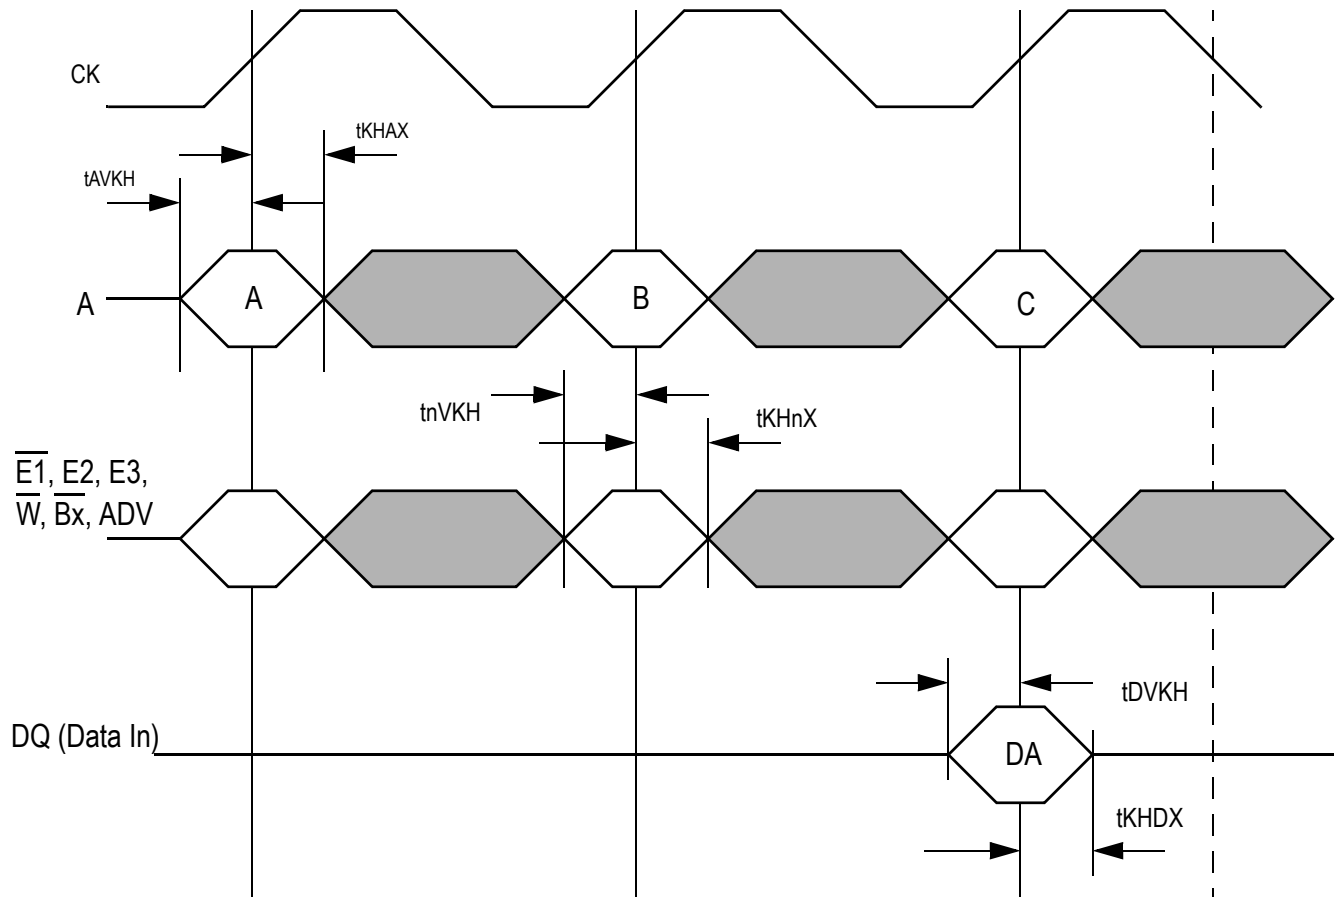 CK
tKHAX
tAVKH
A
A
B
C
tnVKH
tKHnX
E1, E2, E3,
W, Bx, ADV
tDVKH
DQ (Data In)
DA
tKHDX